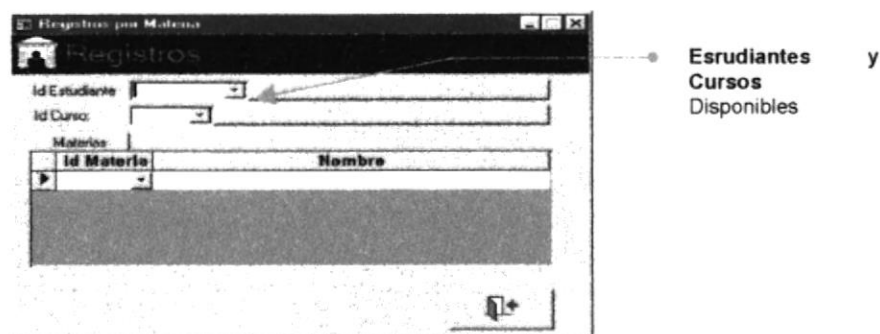 Registros por Materia
Registros
Id Estudiante
Id Curso:
Materias
Id Materia Nombre
Esrudiantes y
Cursos
Disponibles